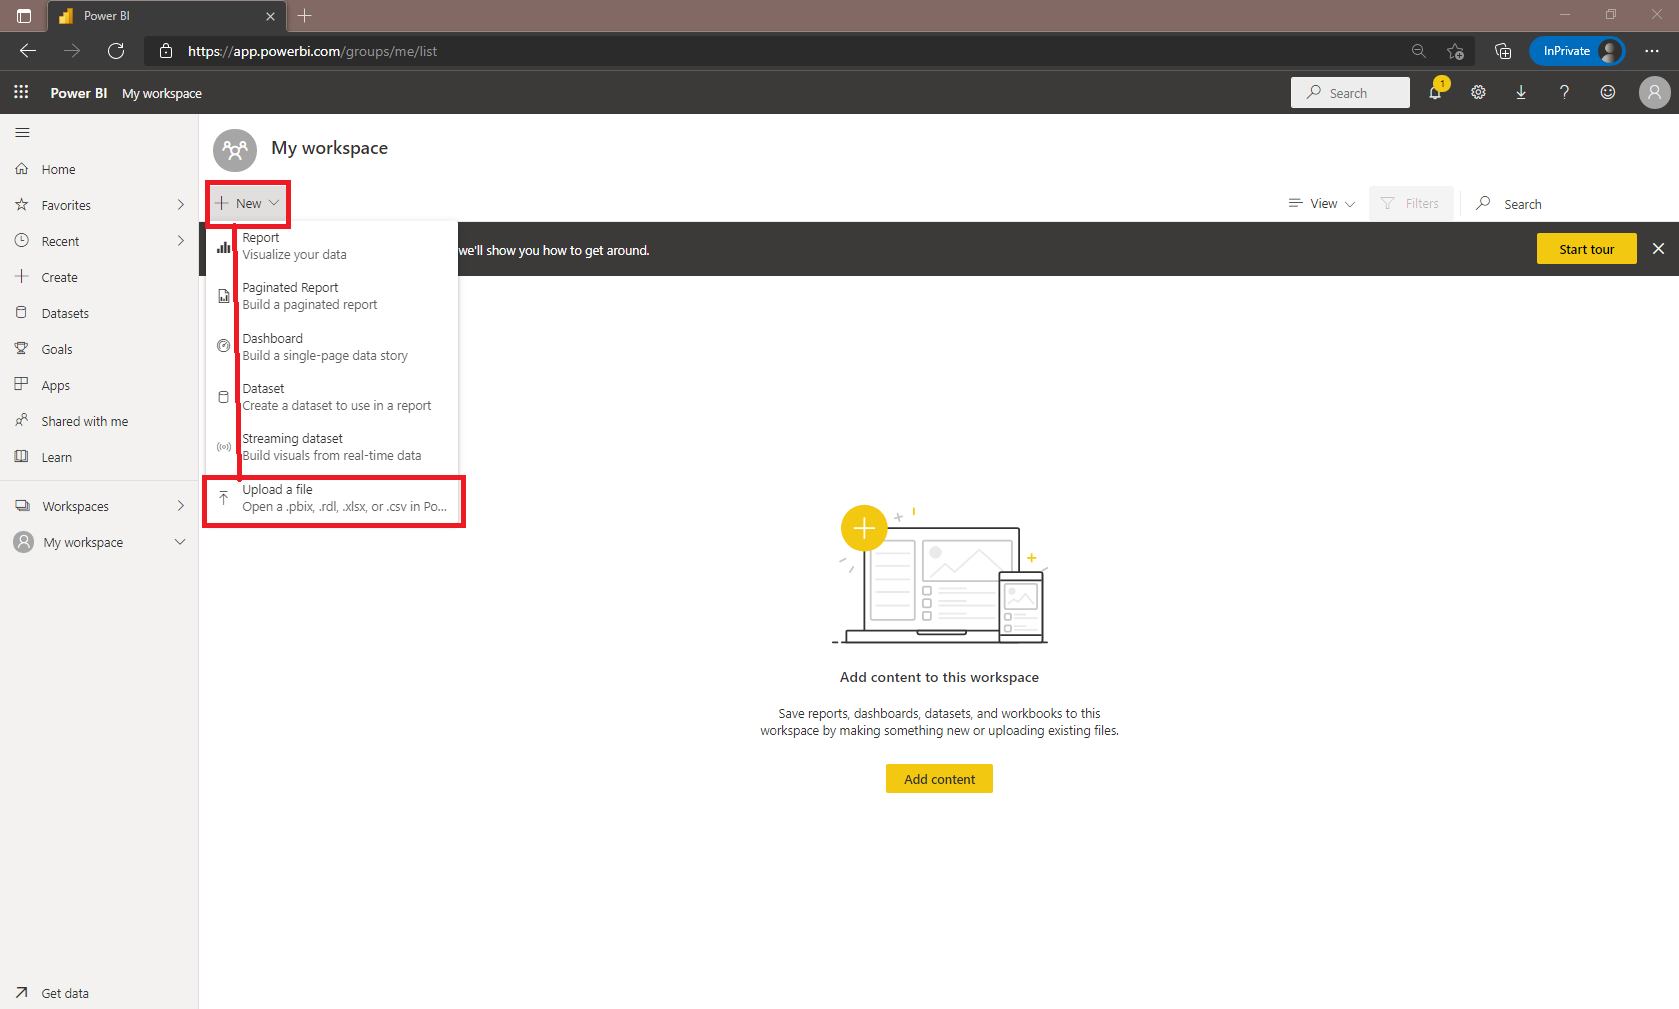 Power BI
https://app.powerbi.com/groups/me/list
InPrivate
Power BI My workspace
Search
1
My workspace
Home
Favorites
Recent
Create
Datasets
Goals
Apps
Shared with me
Learn
Workspaces
My workspace
Get data
New
View
Filters
Search
we'll show you how to get around.
Start tour
Report
Visualize your data
Paginated Report
Build a paginated report
Dashboard
Build a single-page data story
Dataset
Create a dataset to use in a report
Streaming dataset
Build visuals from real-time data
Upload a file
Open a .pbix, .rdl, .xlsx, or .csv in Po...
Add content to this workspace
Save reports, dashboards, datasets, and workbooks to this
workspace by making something new or uploading existing files.
Add content